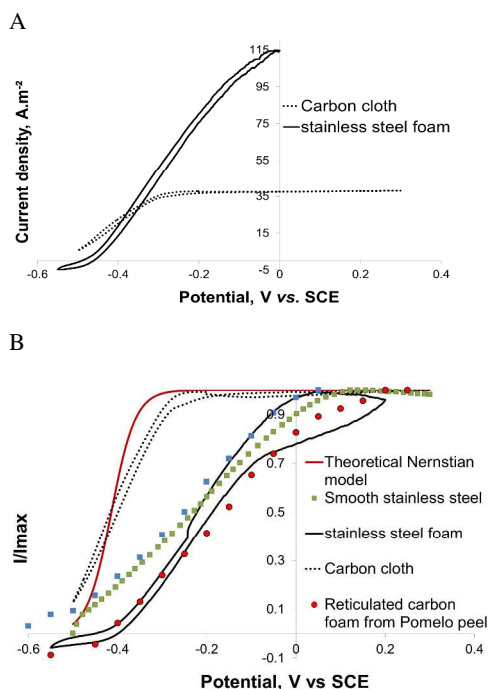 A
Current density, A.m-2
115
95
75
55
35
15
-5
Carbon cloth
stainless steel foam
-0.6
-0.4
-0.2
0
0.2
0.4
Potential, V vs. SCE
B
I/Imax
0.9
0.7
0.5
0.3
0.1
-0.1
Theoretical Nernstian
model
Smooth stainless steel
stainless steel foam
Carbon cloth
Reticulated carbon
foam from Pomelo peel
-0.6
-0.4
-0.2
0
0.2
Potential, V vs SCE